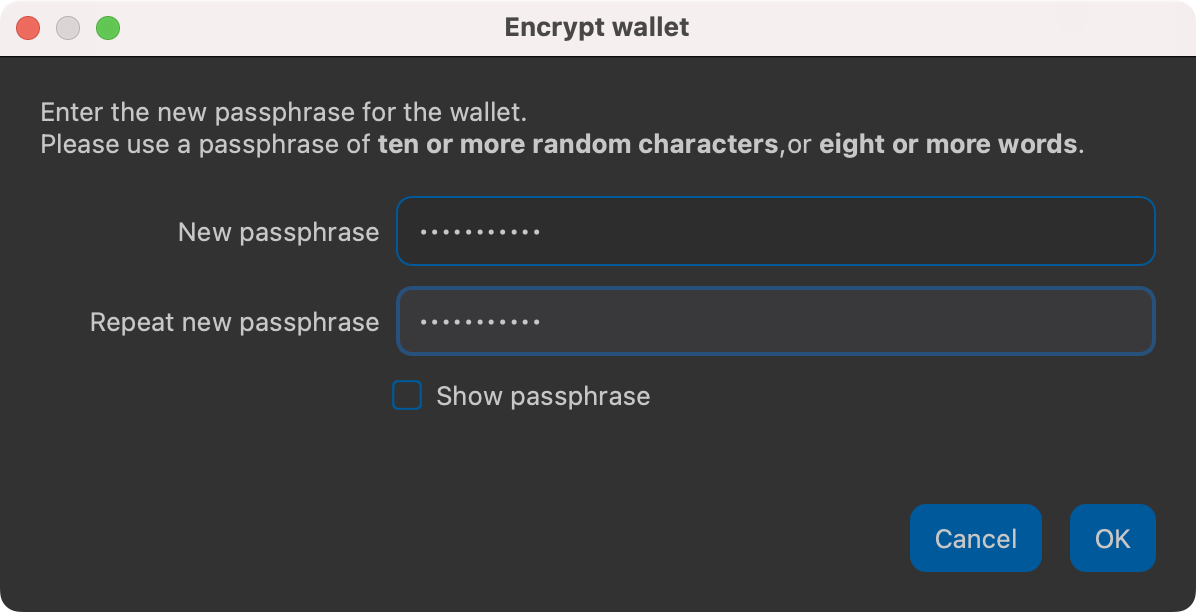 Encrypt wallet
Enter the new passphrase for the wallet.
Please use a passphrase of ten or more random characters,or eight or more words.
New passphrase •••••••••••
Repeat new passphrase •••••••••••
Show passphrase
Cancel OK